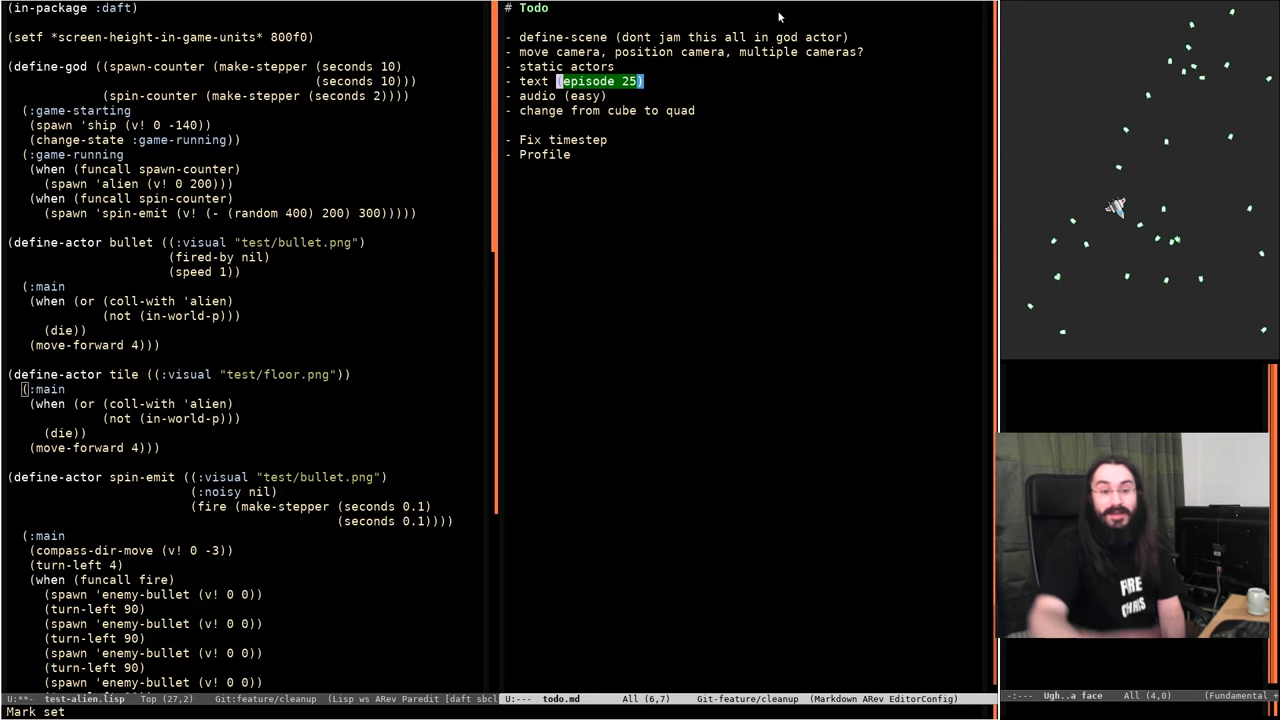 (in-package :daft)
(setf *screen-height-in-game-units* 800f0)
(define-god ((spawn-counter (make-stepper (seconds 10)
(seconds 10)))
(spin-counter (make-stepper (seconds 2))))
(:game-starting
(spawn 'ship (v! 0 -140))
(change-state :game-running))
(:game-running
(when (funcall spawn-counter)
(spawn 'alien (v! 0 200)))
(when (funcall spin-counter)
(spawn 'spin-emit (v! (- (random 400) 200) 300)))))
(define-actor bullet ((:visual "test/bullet.png")
(fired-by nil)
(speed 1))
(:main
(when (or (coll-with 'alien)
(not (in-world-p)))
(die))
(move-forward 4)))
(define-actor tile ((:visual "test/floor.png"))
(:main
(when (or (coll-with 'alien)
(not (in-world-p)))
(die))
(move-forward 4)))
(define-actor spin-emit ((:visual "test/bullet.png")
(:noisy nil)
(fire (make-stepper (seconds 0.1)
(seconds 0.1))))
(:main
(compass-dir-move (v! 0 -3))
(turn-left 4)
(when (funcall fire)
(spawn 'enemy-bullet (v! 0 0))
(turn-left 90)
(spawn 'enemy-bullet (v! 0 0))
(turn-left 90)
(spawn 'enemy-bullet (v! 0 0))
(turn-left 90)
(spawn 'enemy-bullet (v! 0 0))
U:**- test-alien.lisp Top (27,2) Git:feature/cleanup (Lisp ws ARev Paredit [daft sbcl
Mark set
# Todo
- define-scene (dont jam this all in god actor)
- move camera, position camera, multiple cameras?
- static actors
- text (episode 25)
- audio (easy)
- change from cube to quad
- Fix timestep
- Profile
U:--- todo.md All (6,7) Git-feature/cleanup (Markdown ARev EditorConfig)
FIRE
-:--- Ugh..a face All (4,0) (Fundamental +